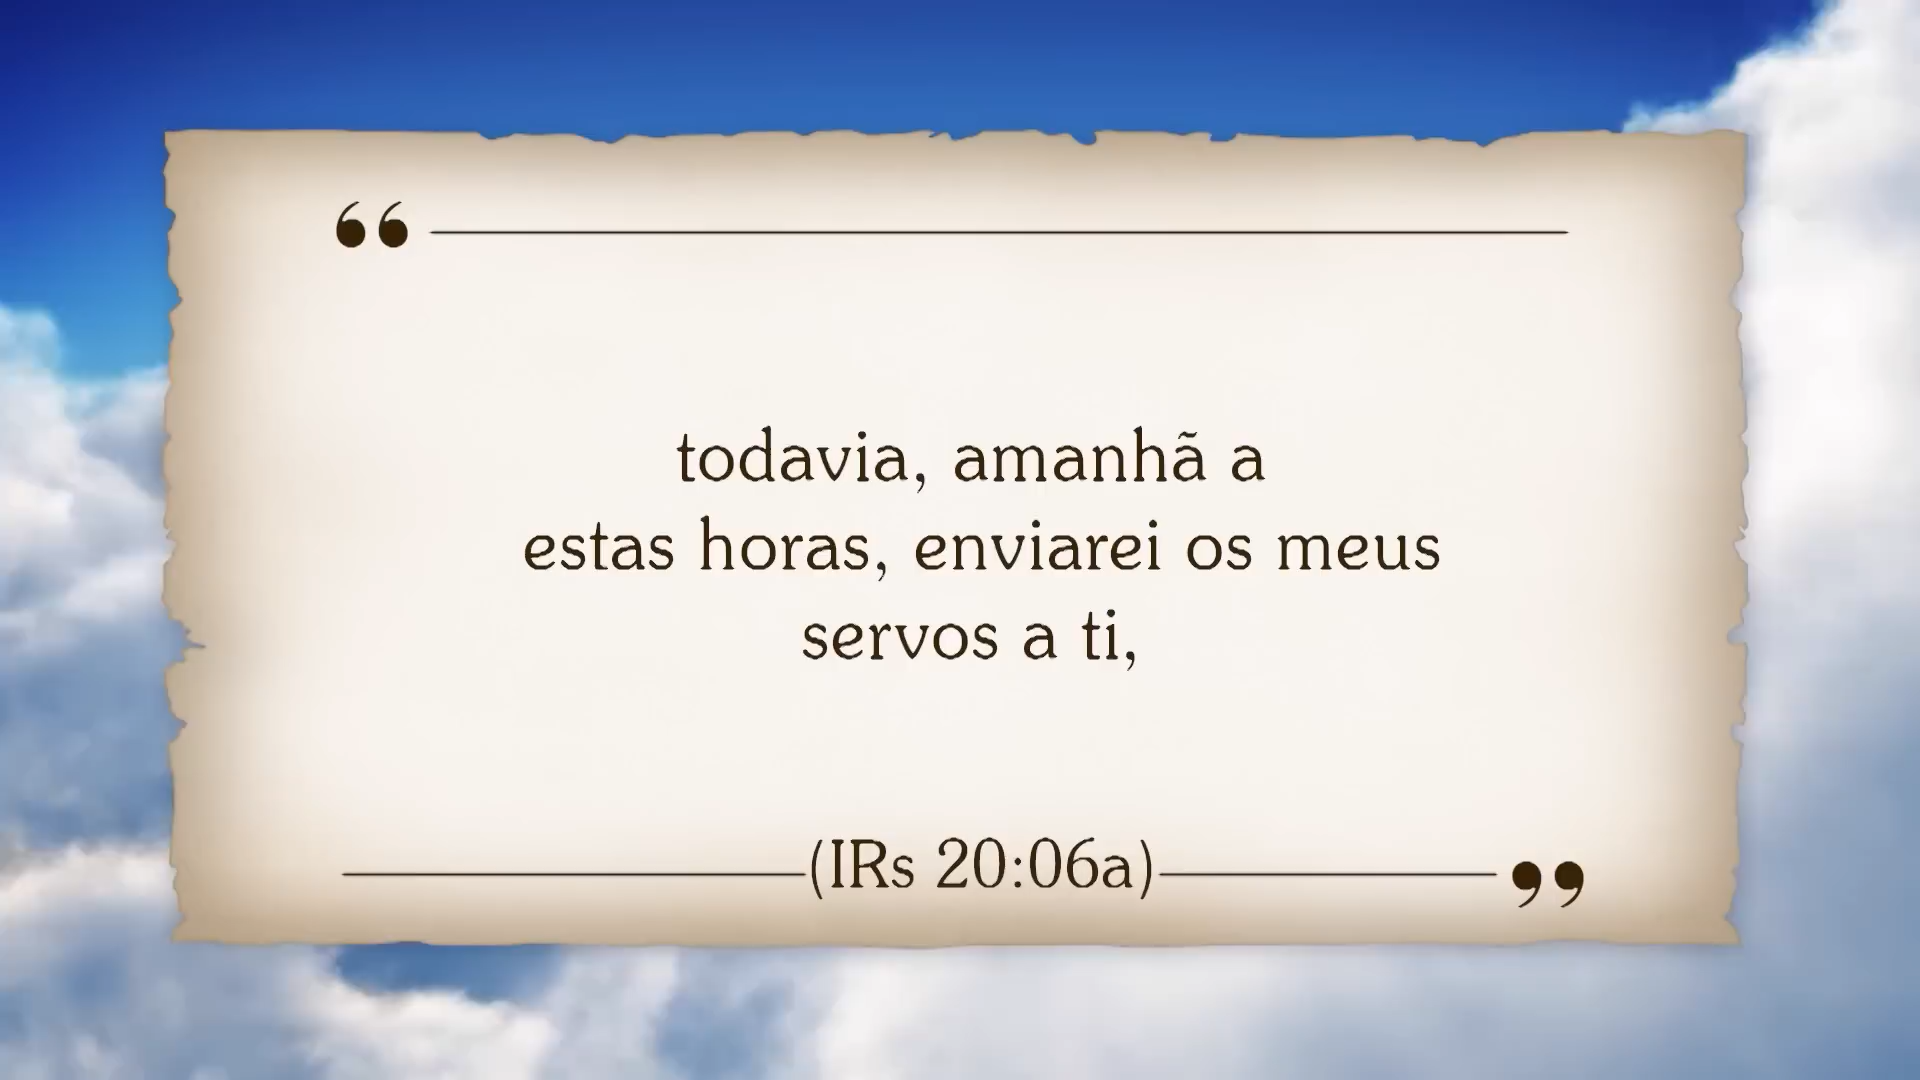 “
todavia, amanhã a
estas horas, enviarei os meus
servos a ti,
(IRs 20:06a)
”